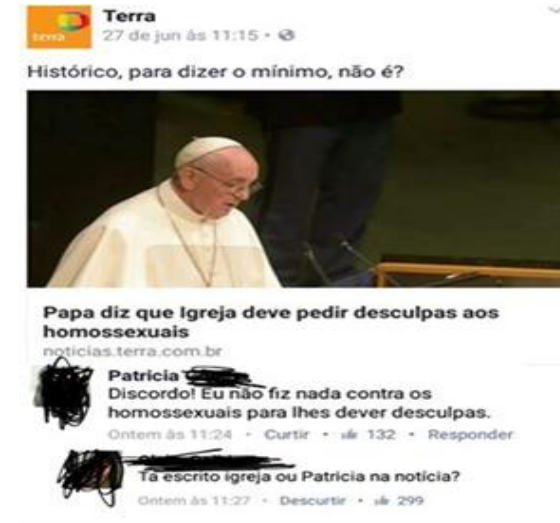 Terra
terra
27 de jun às 11:15 •
Histórico, para dizer o mínimo, não é?
Papa diz que Igreja deve pedir desculpas aos
homossexuais
noticias.terra.com.br
Patricia
Discordo! Eu não fiz nada contra os
homossexuais para lhes dever desculpas.
Ontem às 11:24 • Curtir • 132 • Responder
Tá escrito igreja ou Patricia na notícia?
Ontem às 11:27 • Descurtir • 299